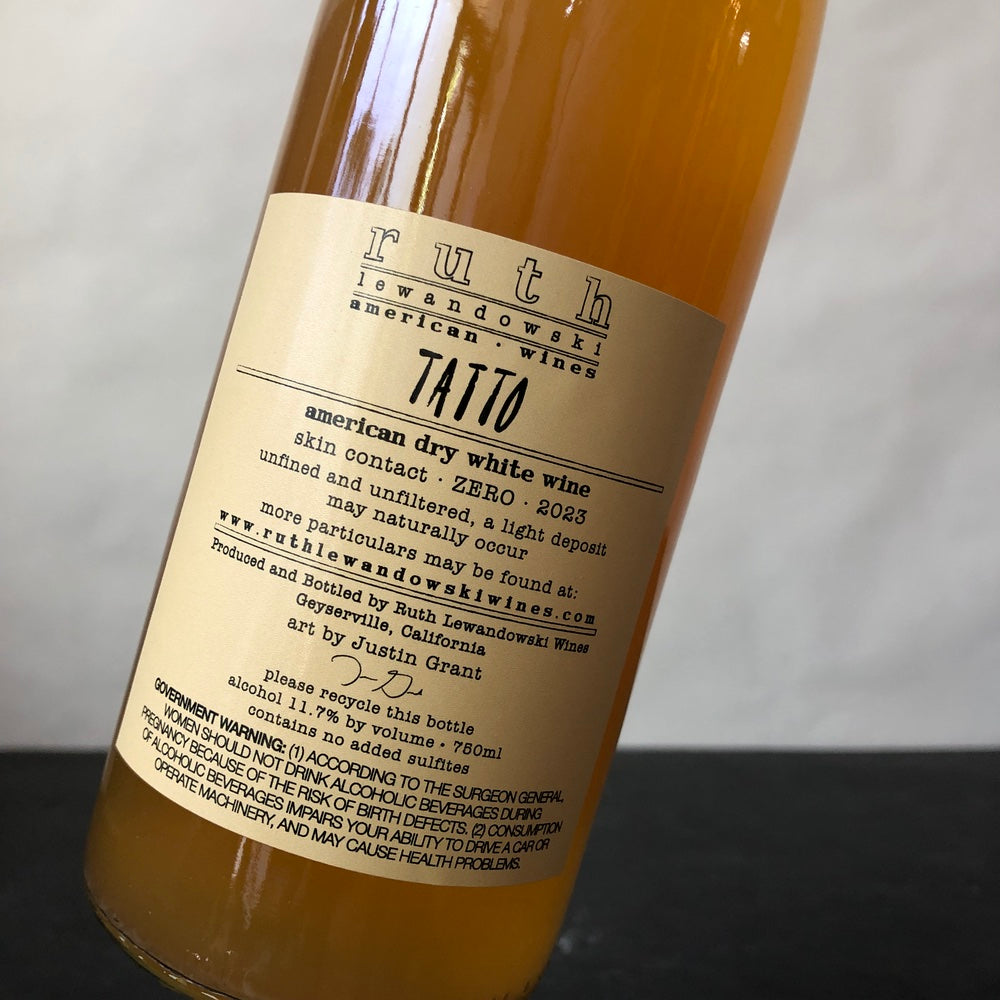 ruth
lewandowski
american · wines
TATTO
american dry white wine
skin contact · ZERO · 2023
unfined and unfiltered, a light deposit
may naturally occur
more particulars may be found at:
www.ruthlewandowskiwines.com
Produced and Bottled by Ruth Lewandowski Wines
Geyserville, California
art by Justin Grant
please recycle this bottle
alcohol 11.7% by volume · 750ml
contains no added sulfites
GOVERNMENT WARNING: (1) ACCORDING TO THE SURGEON GENERAL,
WOMEN SHOULD NOT DRINK ALCOHOLIC BEVERAGES DURING
PREGNANCY BECAUSE OF THE RISK OF BIRTH DEFECTS. (2) CONSUMPTION
OF ALCOHOLIC BEVERAGES IMPAIRS YOUR ABILITY TO DRIVE A CAR OR
OPERATE MACHINERY, AND MAY CAUSE HEALTH PROBLEMS.